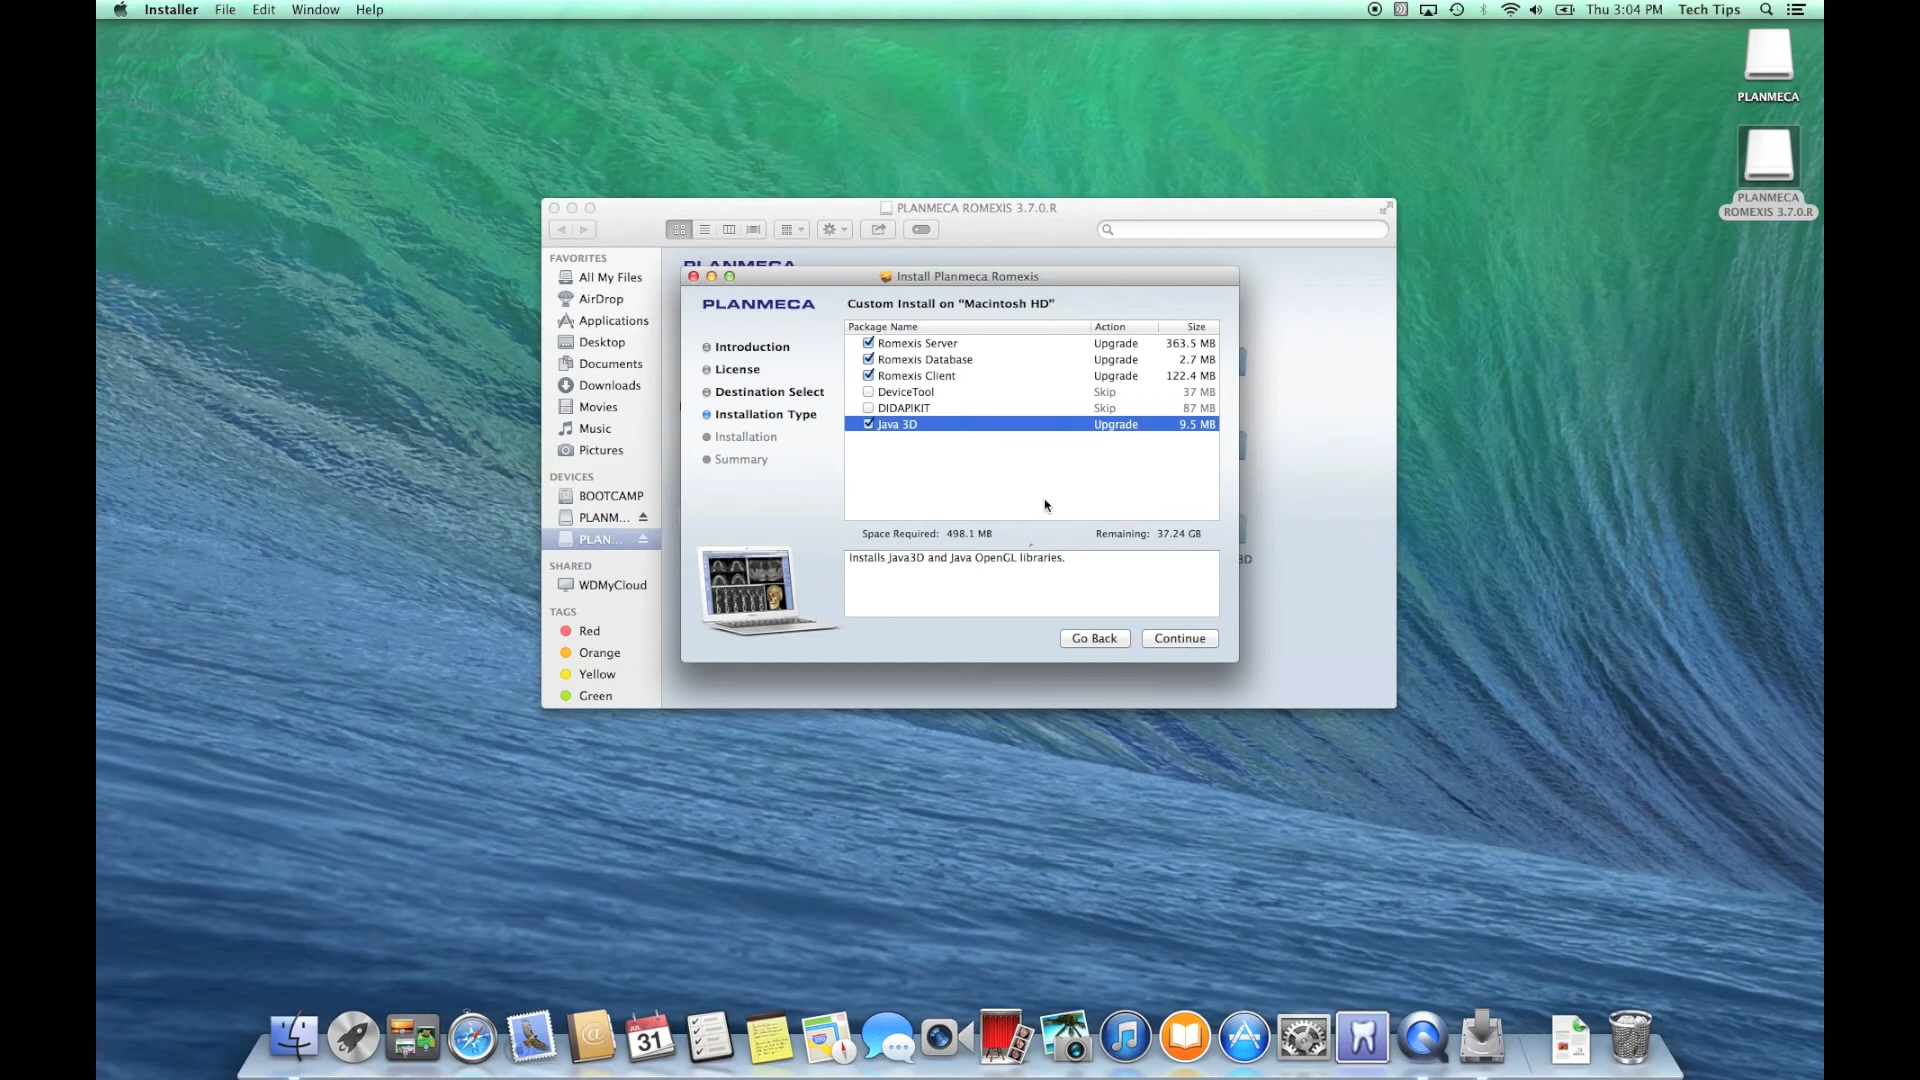 Installer File Edit Window Help
Thu 3:04 PM Tech Tips
PLANMECA
PLANMECA
ROMEXIS 3.7.0.R
PLANMECA ROMEXIS 3.7.0.R
FAVORITES
All My Files
AirDrop
Applications
Desktop
Documents
Downloads
Movies
Music
Pictures
DEVICES
BOOTCAMP
PLANM...
PLAN...
SHARED
WDMyCloud
TAGS
Red
Orange
Yellow
Green
PLANMECA
Install Planmeca Romexis
PLANMECA
Introduction
License
Destination Select
Installation Type
Installation
Summary
Custom Install on "Macintosh HD"
Package Name Action Size
Romexis Server Upgrade 363.5 MB
Romexis Database Upgrade 2.7 MB
Romexis Client Upgrade 122.4 MB
DeviceTool Skip 37 MB
DIDAPIKIT Skip 87 MB
Java 3D Upgrade 9.5 MB
Space Required: 498.1 MB Remaining: 37.24 GB
Installs Java3D and Java OpenGL libraries.
Go Back Continue
3D
JUL
31